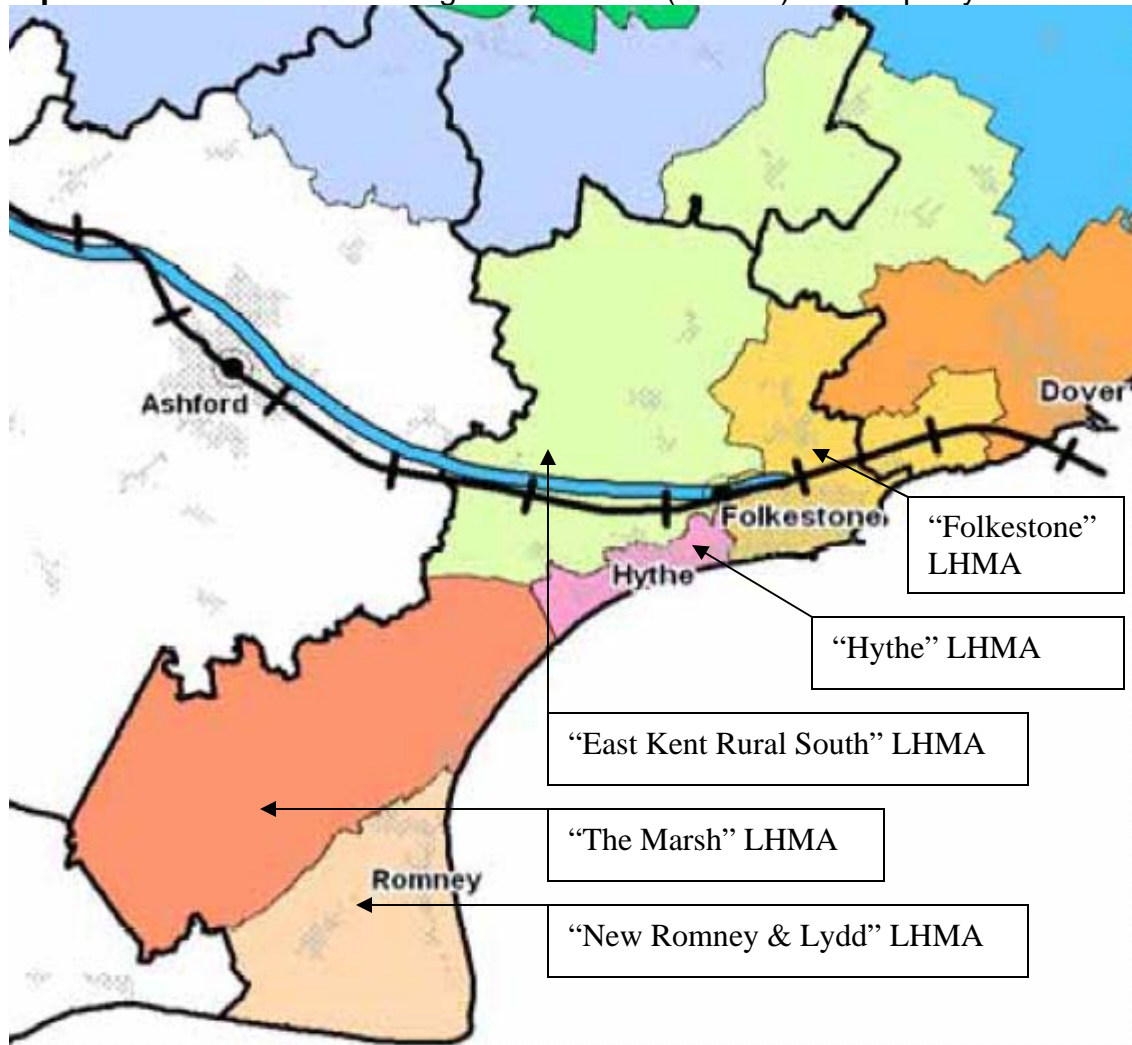 Ashford
Dover
Folkestone
“Folkestone”
LHMA
Hythe
“Hythe” LHMA
“East Kent Rural South” LHMA
“The Marsh” LHMA
Romney
“New Romney & Lydd” LHMA